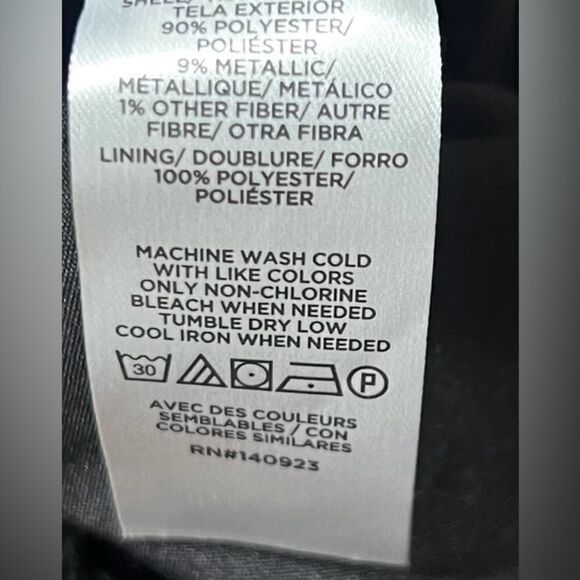 SHELL/
TELA EXTERIOR
90% POLYESTER/
POLIÉSTER
9% METALLIC/
MÉTALLIQUE/ METÁLICO
1% OTHER FIBER/ AUTRE
FIBRE/ OTRA FIBRA
LINING/ DOUBLURE/ FORRO
100% POLYESTER/
POLIÉSTER
MACHINE WASH COLD
WITH LIKE COLORS
ONLY NON-CHLORINE
BLEACH WHEN NEEDED
TUMBLE DRY LOW
COOL IRON WHEN NEEDED
30 P
AVEC DES COULEURS
SEMBLABLES / CON
COLORES SIMILARES
RN#140923